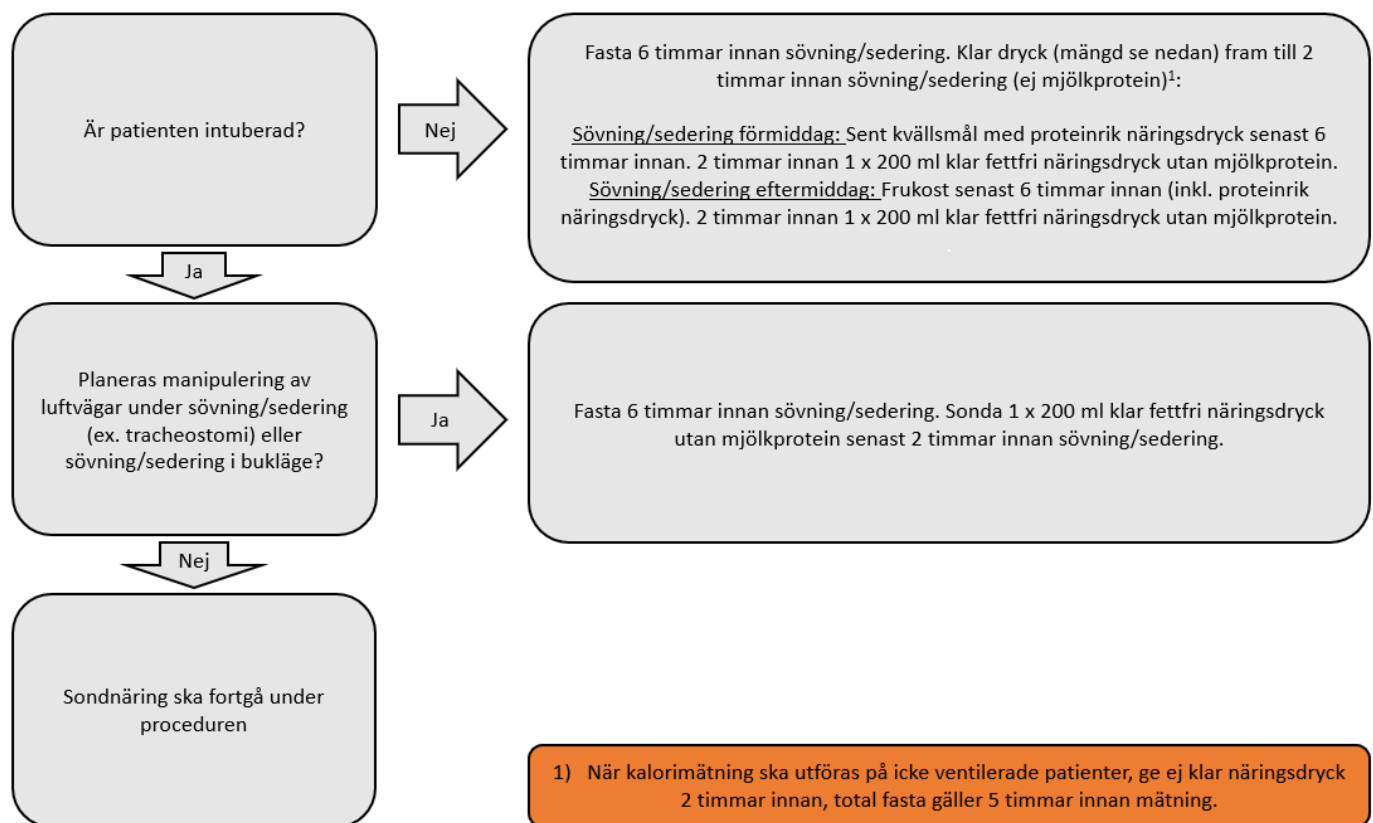 Är patienten intuberad?
Nej
Fasta 6 timmar innan sövning/sedering. Klar dryck (mängd se nedan) fram till 2
timmar innan sövning/sedering (ej mjölkprotein)¹:
Sövning/sedering förmiddag: Sent kvällsmål med proteinrik näringsdryck senast 6
timmar innan. 2 timmar innan 1 x 200 ml klar fettfri näringsdryck utan mjölkprotein.
Sövning/sedering eftermiddag: Frukost senast 6 timmar innan (inkl. proteinrik
näringsdryck). 2 timmar innan 1 x 200 ml klar fettfri näringsdryck utan mjölkprotein.
Ja
Planeras manipulering av
luftvägar under sövning/sedering
(ex. tracheostomi) eller
sövning/sedering i bukläge?
Ja
Fasta 6 timmar innan sövning/sedering. Sonda 1 x 200 ml klar fettfri näringsdryck
utan mjölkprotein senast 2 timmar innan sövning/sedering.
Nej
Sondnäring ska fortgå under
proceduren
1) När kalorimätning ska utföras på icke ventilerade patienter, ge ej klar näringsdryck
2 timmar innan, total fasta gäller 5 timmar innan mätning.